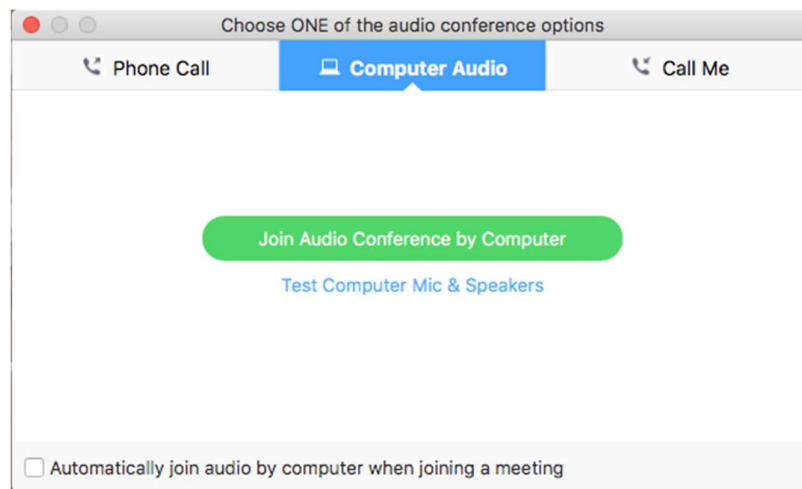 Choose ONE of the audio conference options
Phone Call
Computer Audio
Call Me
Join Audio Conference by Computer
Test Computer Mic & Speakers
Automatically join audio by computer when joining a meeting